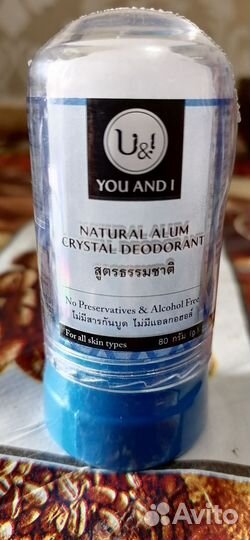 U&I
YOU AND I
NATURAL ALUM
CRYSTAL DEODORANT
สูตรธรรมชาติ
No Preservatives & Alcohol Free
ไม่มีสารกันบูด ไม่มีแอลกอฮอล์
For all skin types
80 กรัม
Avito